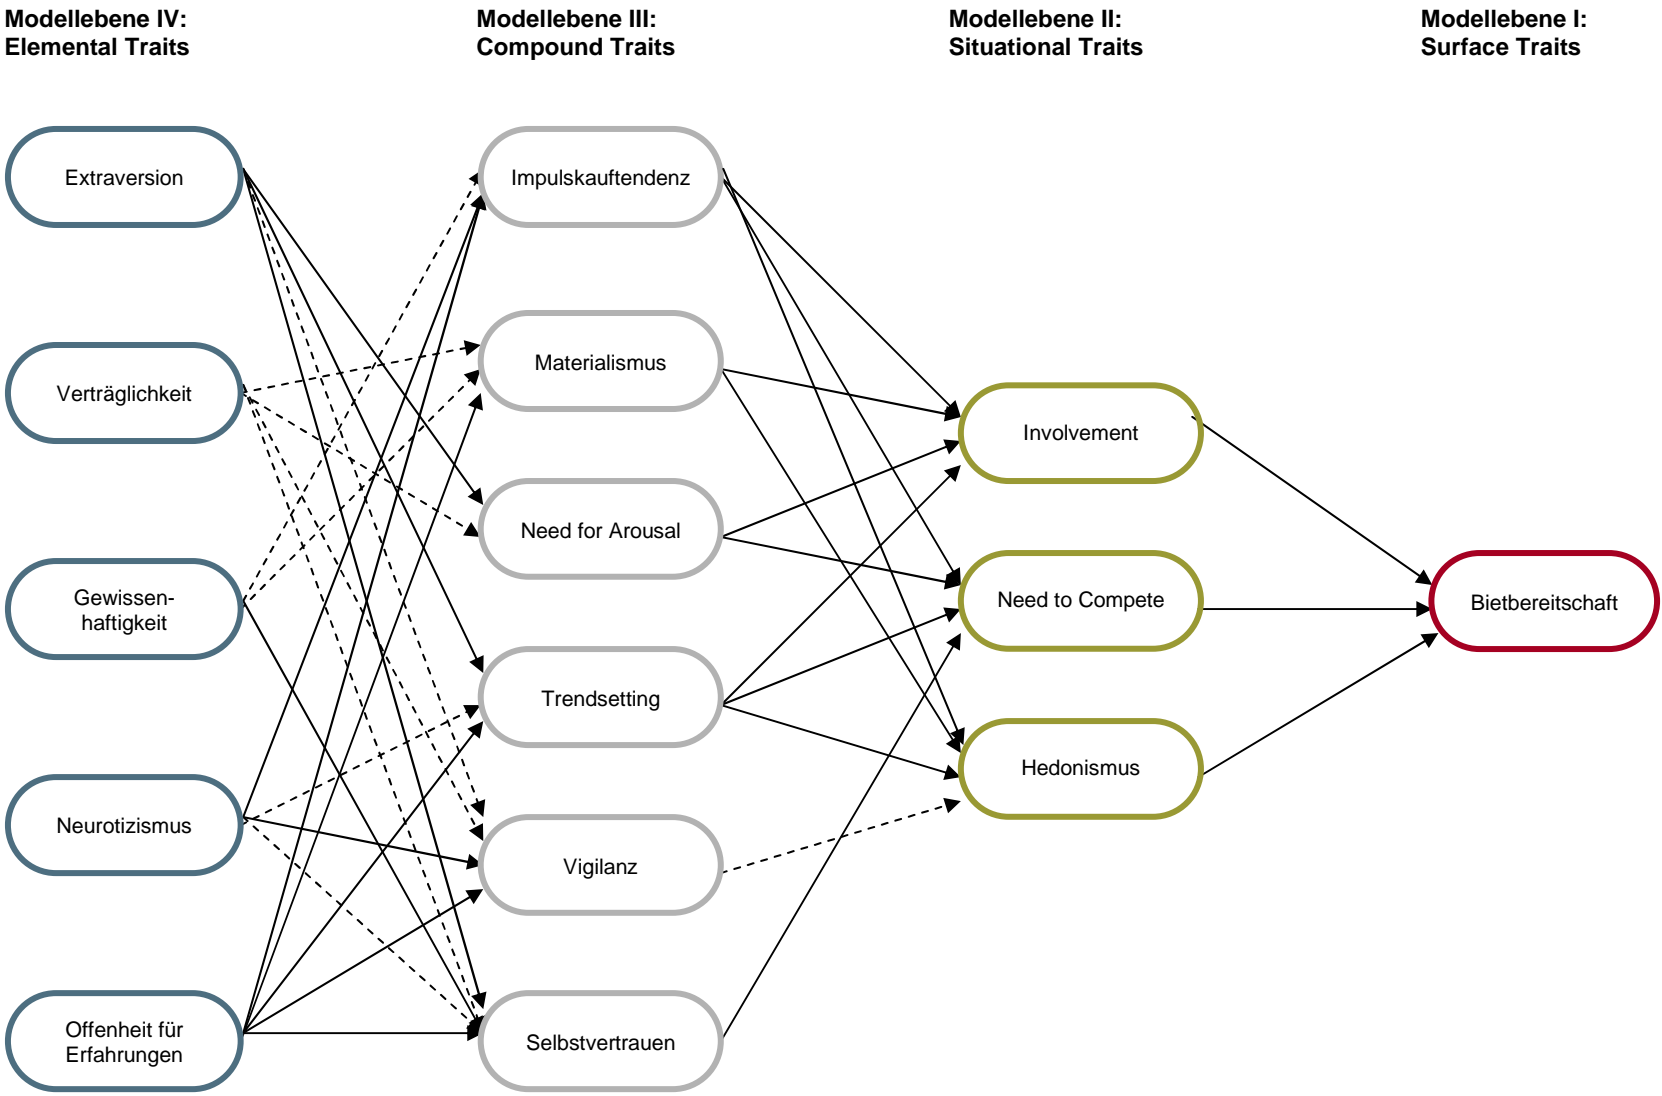 Modellebene IV:
Elemental Traits
Modellebene III:
Compound Traits
Modellebene II:
Situational Traits
Modellebene I:
Surface Traits
Extraversion
Verträglichkeit
Gewissen-
haftigkeit
Neurotizismus
Offenheit für
Erfahrungen
Impulskauftendenz
Materialismus
Need for Arousal
Trendsetting
Vigilanz
Selbstvertrauen
Involvement
Need to Compete
Hedonismus
Bietbereitschaft